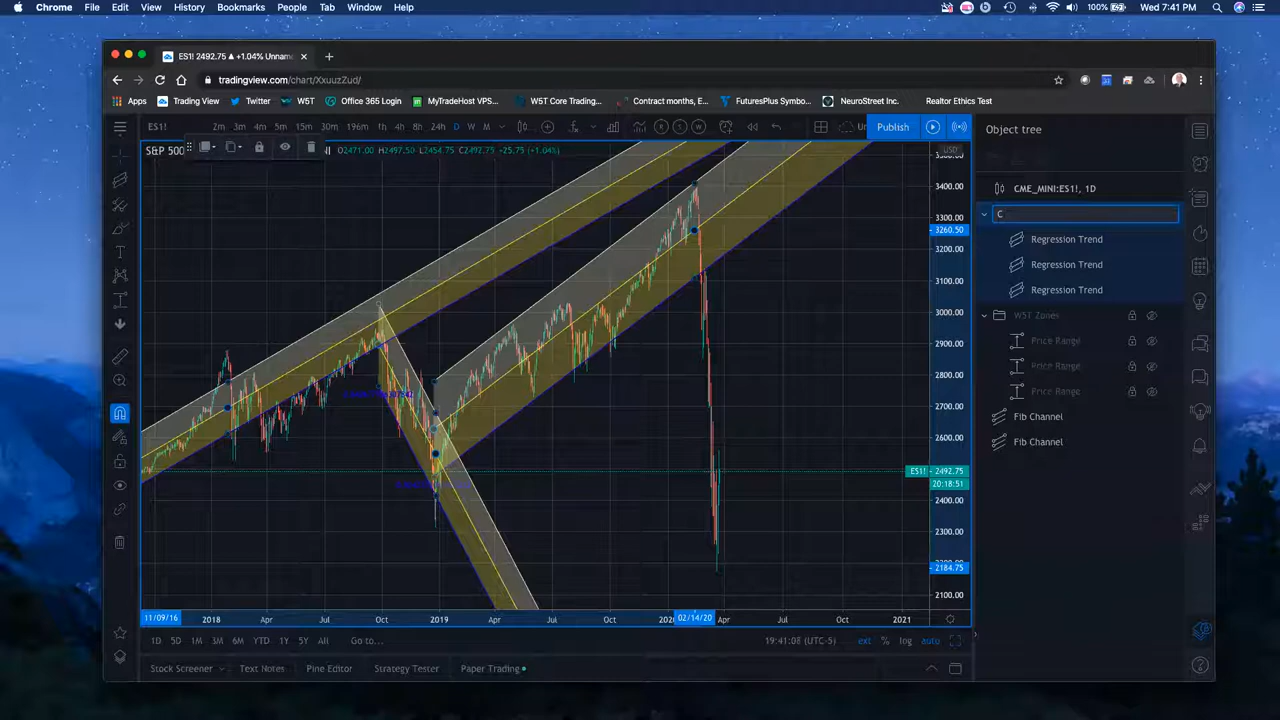 Chrome File Edit View History Bookmarks People Tab Window Help 100% Wed 7:41 PM
ES1! 2492.75 ▲ +1.04% Unnam
tradingview.com/chart/XxuuzZud/
Apps Trading View Twitter W5T Office 365 Login MyTradeHost VPS... W5T Core Trading... Contract months, E... FuturesPlus Symbo... NeuroStreet Inc. Realtor Ethics Test
ES1! 2m 3m 4m 5m 15m 30m 196m 1h 4h 8h 24h D W M Un Publish
Object tree
S&P 500 O2471.00 H2497.50 L2454.75 C2492.75 +25.75 (+1.04%) USD
CME_MINI:ES1!, 1D
C
Regression Trend
Regression Trend
Regression Trend
W5T Zones
Price Range
Price Range
Price Range
Fib Channel
Fib Channel
3500.00
3400.00
3300.00
3260.50
3200.00
3100.00
3000.00
2900.00
2800.00
2700.00
2600.00
ES1! 2492.75
20:18:51
2400.00
2300.00
2184.75
2100.00
11/09/16 2018 Apr Jul Oct 2019 Apr Jul Oct 202 02/14/20 Apr Jul Oct 2021
1D 5D 1M 3M 6M YTD 1Y 5Y All Go to... 19:41:08 (UTC-5) ext % log auto
Stock Screener Text Notes Pine Editor Strategy Tester Paper Trading